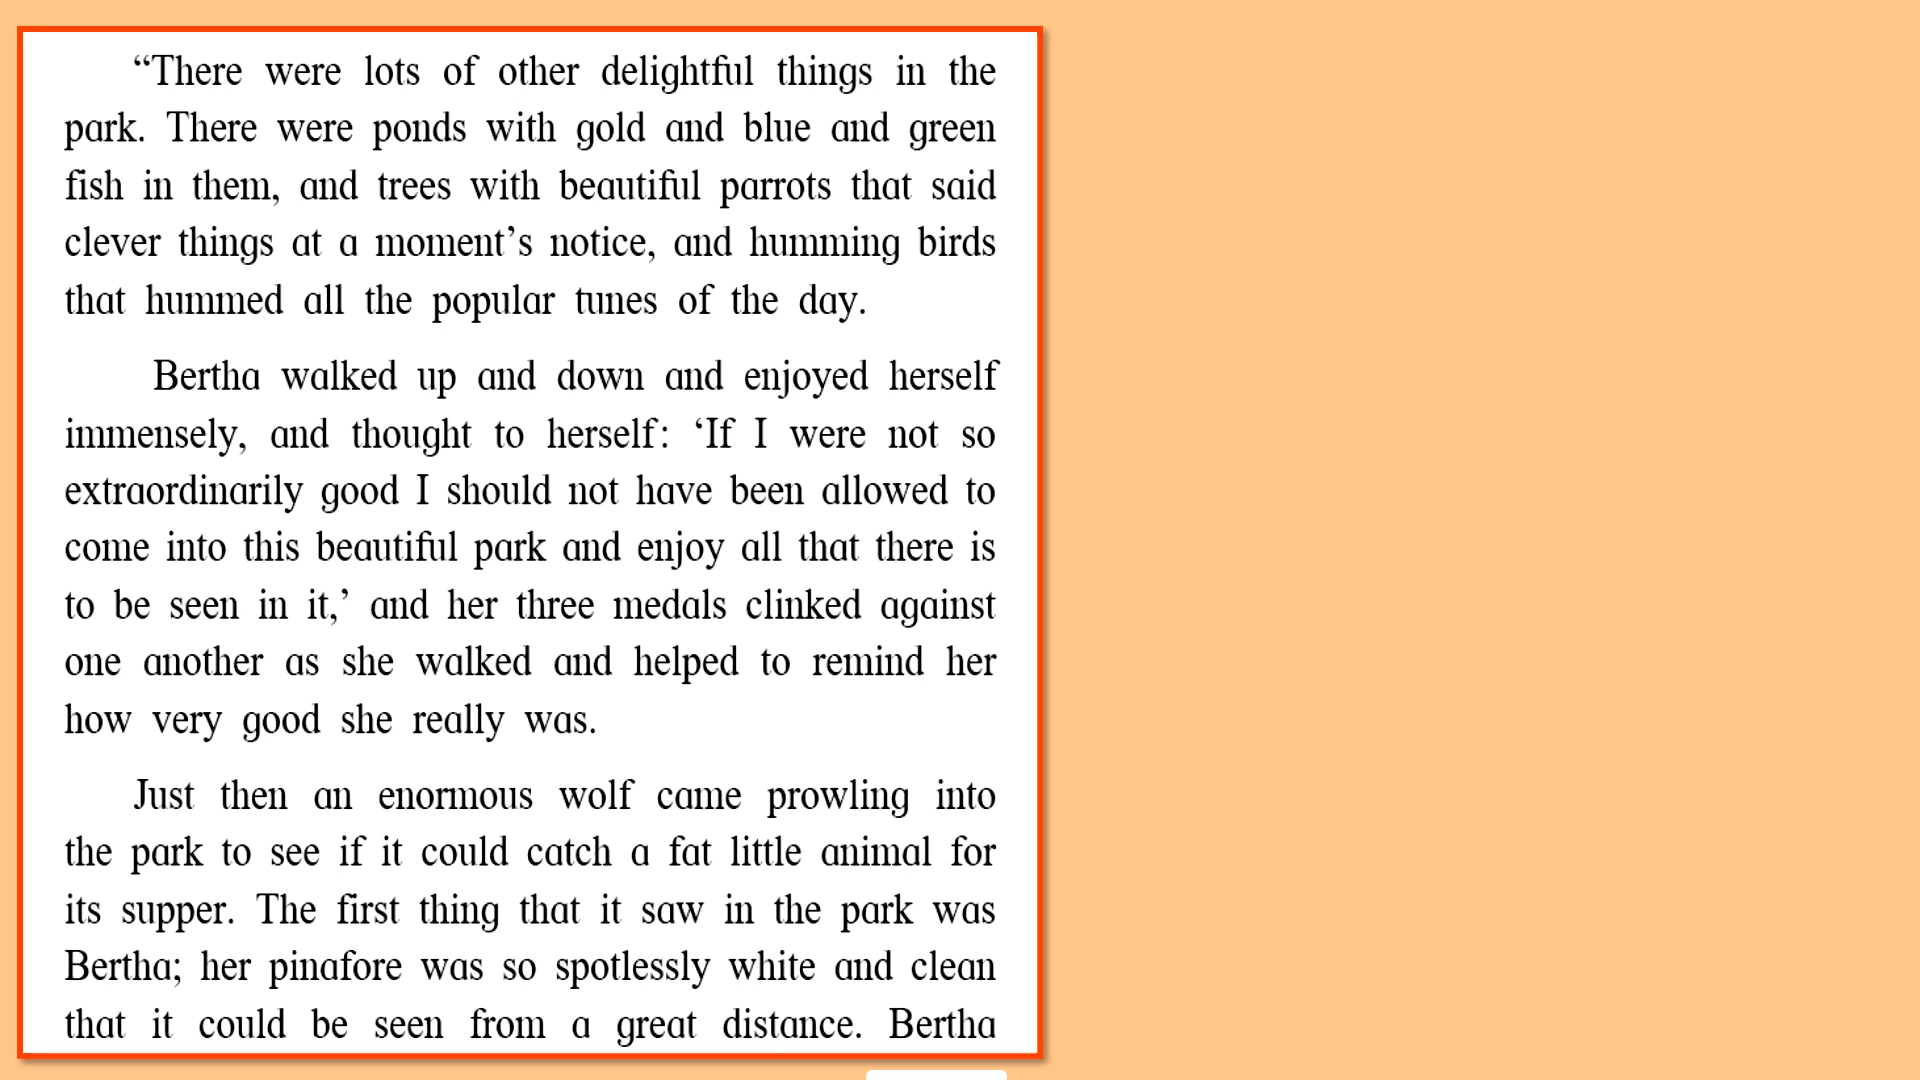 “There were lots of other delightful things in the
park. There were ponds with gold and blue and green
fish in them, and trees with beautiful parrots that said
clever things at a moment’s notice, and humming birds
that hummed all the popular tunes of the day.
Bertha walked up and down and enjoyed herself
immensely, and thought to herself: ‘If I were not so
extraordinarily good I should not have been allowed to
come into this beautiful park and enjoy all that there is
to be seen in it,’ and her three medals clinked against
one another as she walked and helped to remind her
how very good she really was.
Just then an enormous wolf came prowling into
the park to see if it could catch a fat little animal for
its supper. The first thing that it saw in the park was
Bertha; her pinafore was so spotlessly white and clean
that it could be seen from a great distance. Bertha